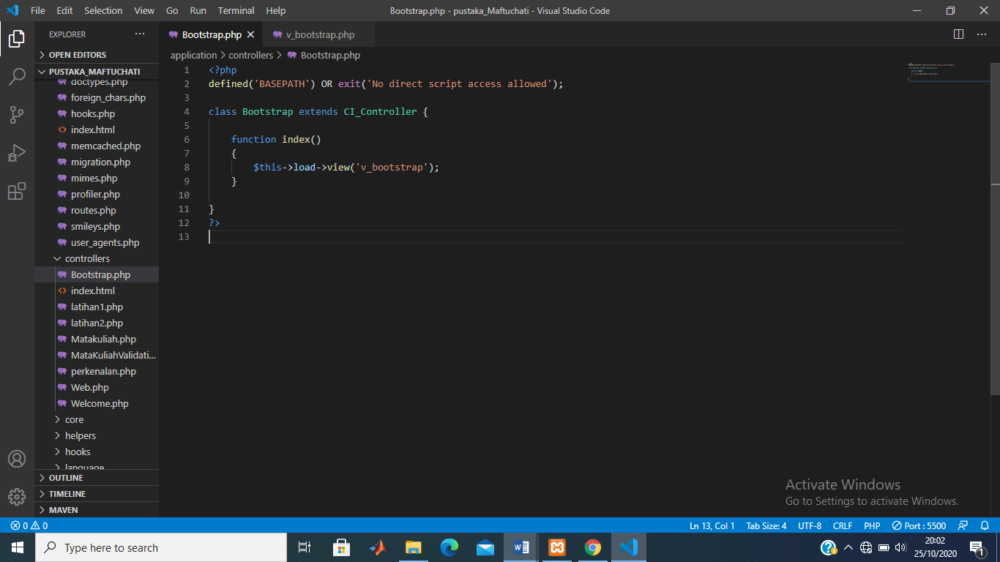 File Edit Selection View Go Run Terminal Help
Bootstrap.php - pustaka_Maftuchati - Visual Studio Code
EXPLORER
OPEN EDITORS
PUSTAKA_MAFTUCHATI
doctypes.php
foreign_chars.php
hooks.php
index.html
memcached.php
migration.php
mimes.php
profiler.php
routes.php
smileys.php
user_agents.php
controllers
Bootstrap.php
index.html
latihan1.php
latihan2.php
Matakuliah.php
MataKuliahValidati...
perkenalan.php
Web.php
Welcome.php
core
helpers
hooks
language
OUTLINE
TIMELINE
MAVEN
Bootstrap.php v_bootstrap.php
application > controllers > Bootstrap.php
1 <?php
2 defined('BASEPATH') OR exit('No direct script access allowed');
3
4 class Bootstrap extends CI_Controller {
5
6 function index()
7 {
8 $this->load->view('v_bootstrap');
9 }
10
11 }
12 ?>
13
Activate Windows
Go to Settings to activate Windows.
0 0
Ln 13, Col 1 Tab Size: 4 UTF-8 CRLF PHP Port : 5500
Type here to search
20:02
25/10/2020
1